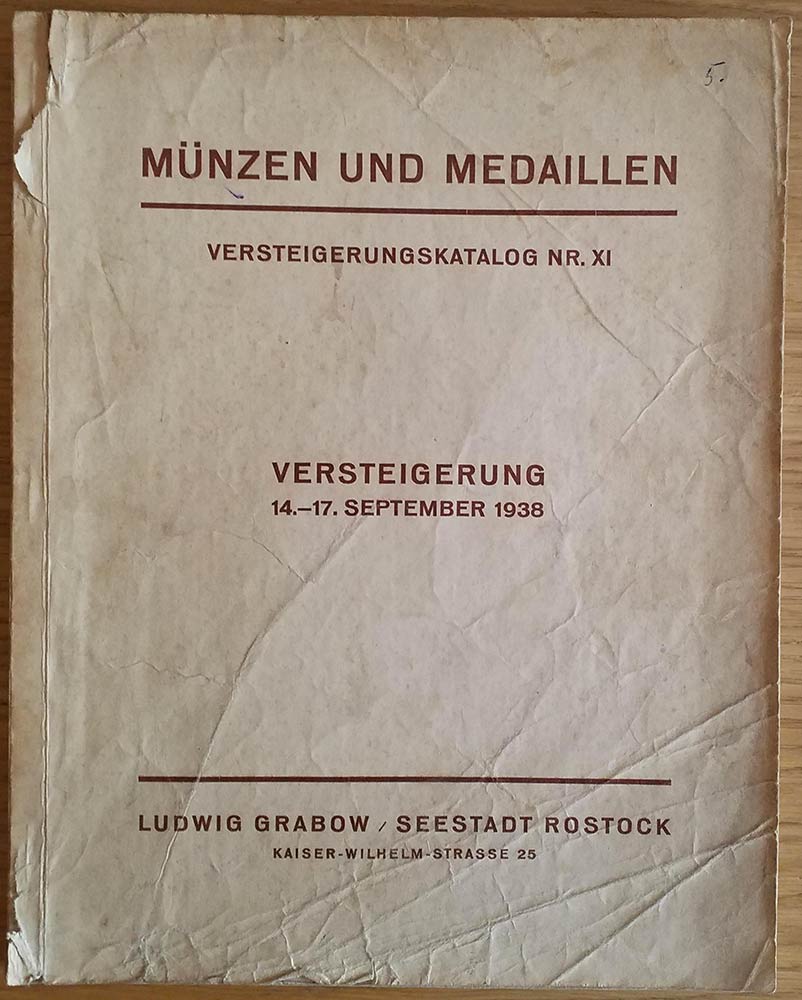 5.
MÜNZEN UND MEDAILLEN
VERSTEIGERUNGSKATALOG NR. XI
VERSTEIGERUNG
14.–17. SEPTEMBER 1938
LUDWIG GRABOW / SEESTADT ROSTOCK
KAISER-WILHELM-STRASSE 25